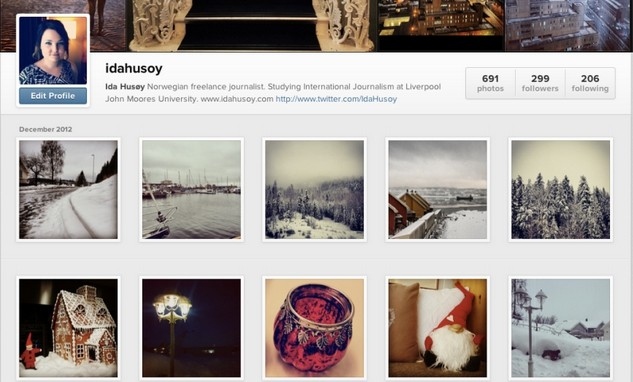 idahusoy
Edit Profile
Ida Husøy Norwegian freelance journalist. Studying International Journalism at Liverpool
John Moores University. www.idahusoy.com http://www.twitter.com/IdaHusoy
691
photos
299
followers
206
following
December 2012